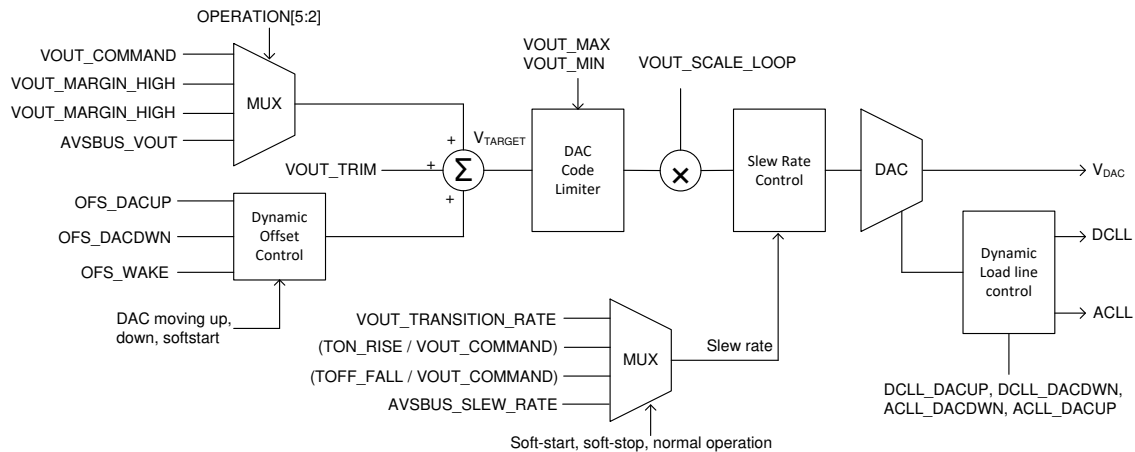 OPERATION[5:2]
VOUT_COMMAND
VOUT_MARGIN_HIGH
VOUT_MARGIN_HIGH
AVSBUS_VOUT
MUX
VOUT_TRIM
+
+
+
Σ
VTARGET
OFS_DACUP
OFS_DACDWN
OFS_WAKE
Dynamic
Offset
Control
DAC moving up,
down, softstart
VOUT_MAX
VOUT_MIN
DAC
Code
Limiter
VOUT_SCALE_LOOP
×
Slew Rate
Control
DAC
VDAC
Dynamic
Load line
control
DCLL
ACLL
DCLL_DACUP, DCLL_DACDWN,
ACLL_DACDWN, ACLL_DACUP
VOUT_TRANSITION_RATE
(TON_RISE / VOUT_COMMAND)
(TOFF_FALL / VOUT_COMMAND)
AVSBUS_SLEW_RATE
MUX
Slew rate
Soft-start, soft-stop, normal operation